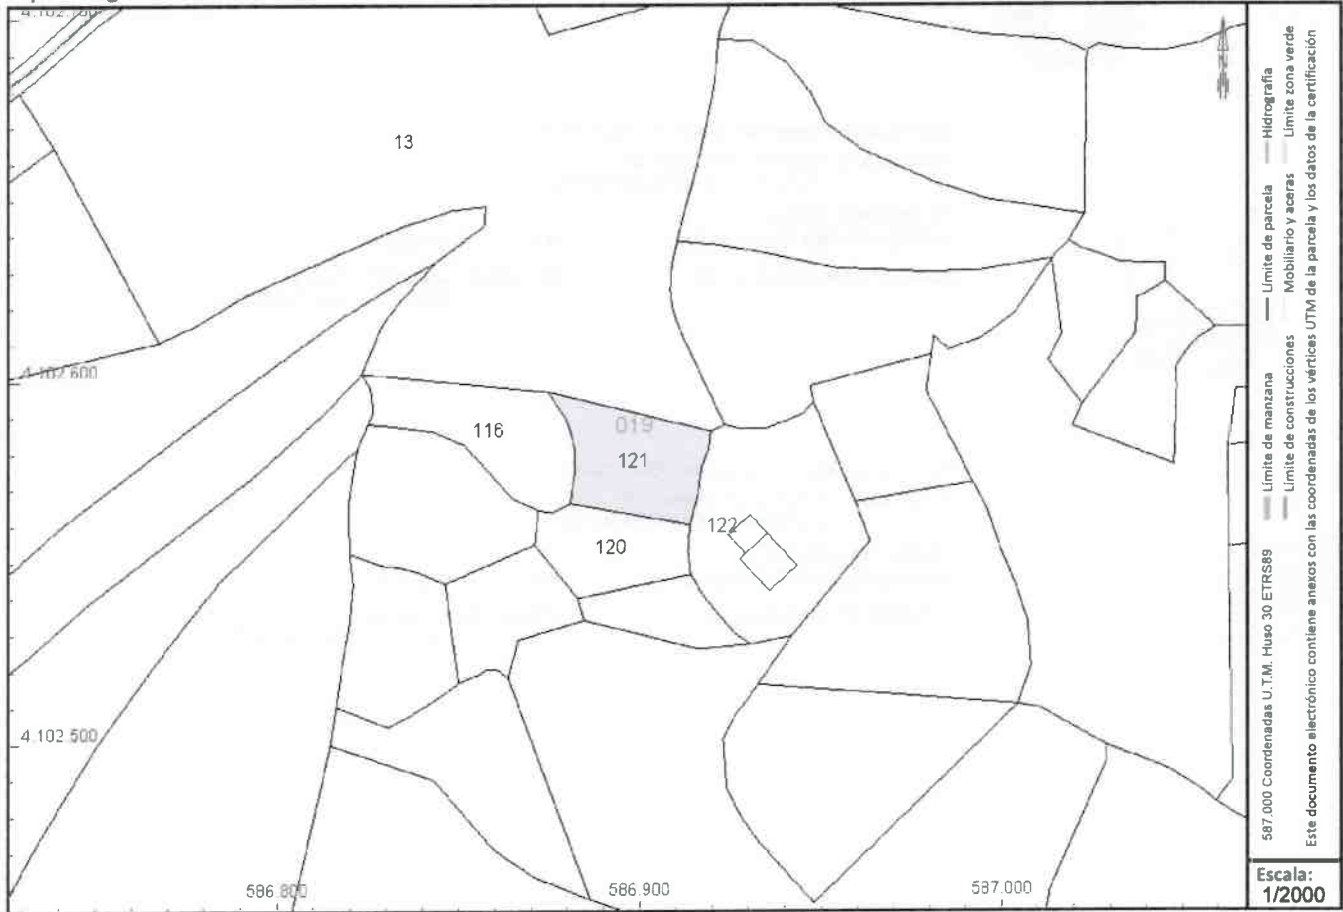 4.102.700
13
4.102.600
116
019
121
122
120
4.102.500
586.800
586.900
587.000
587.000 Coordenadas U.T.M. Huso 30 ETRS89
Límite de manzana
Límite de parcela
Hidrografía
Límite de construcciones
Mobiliario y aceras
Límite zona verde
Este documento electrónico contiene anexos con las coordenadas de los vértices UTM de la parcela y los datos de la certificación
Escala:
1/2000